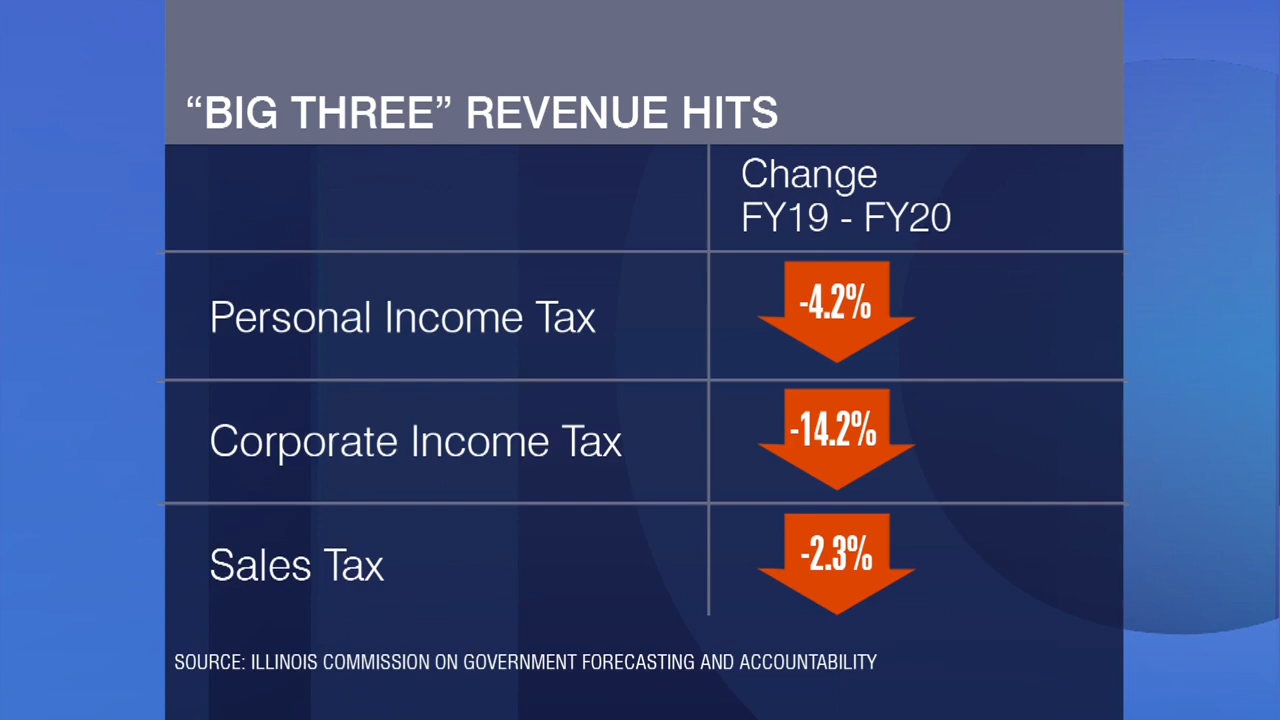 “BIG THREE” REVENUE HITS
Change
FY19 - FY20
Personal Income Tax
-4.2%
Corporate Income Tax
-14.2%
Sales Tax
-2.3%
SOURCE: ILLINOIS COMMISSION ON GOVERNMENT FORECASTING AND ACCOUNTABILITY